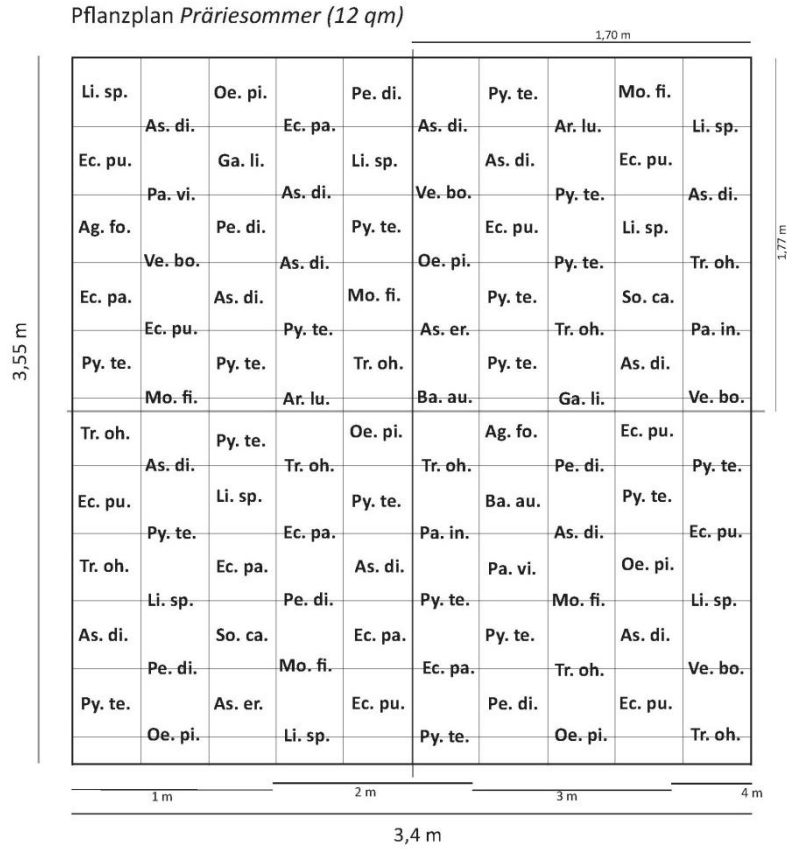 Pflanzplan Präriesommer (12 qm)
1,70 m
Li. sp. Oe. pi. Pe. di. Py. te. Mo. fi.
As. di. Ec. pa. As. di. Ar. lu. Li. sp.
Ec. pu. Ga. li. Li. sp. As. di. Ec. pu.
Pa. vi. As. di. Ve. bo. Py. te. As. di.
Ag. fo. Pe. di. Py. te. Ec. pu. Li. sp.
1,77 m
Ve. bo. As. di. Oe. pi. Py. te. Tr. oh.
Ec. pa. As. di. Mo. fi. Py. te. So. ca.
Ec. pu. Py. te. As. er. Tr. oh. Pa. in.
3,55 m
Py. te. Py. te. Tr. oh. Py. te. As. di.
Mo. fi. Ar. lu. Ba. au. Ga. li. Ve. bo.
Tr. oh. Py. te. Oe. pi. Ag. fo. Ec. pu.
As. di. Tr. oh. Tr. oh. Pe. di. Py. te.
Ec. pu. Li. sp. Py. te. Ba. au. Py. te.
Py. te. Ec. pa. Pa. in. As. di. Ec. pu.
Tr. oh. Ec. pa. As. di. Pa. vi. Oe. pi.
Li. sp. Pe. di. Py. te. Mo. fi. Li. sp.
As. di. So. ca. Ec. pa. Py. te. As. di.
Pe. di. Mo. fi. Ec. pa. Tr. oh. Ve. bo.
Py. te. As. er. Ec. pu. Pe. di. Ec. pu.
Oe. pi. Li. sp. Py. te. Oe. pi. Tr. oh.
1 m 2 m 3 m 4 m
3,4 m